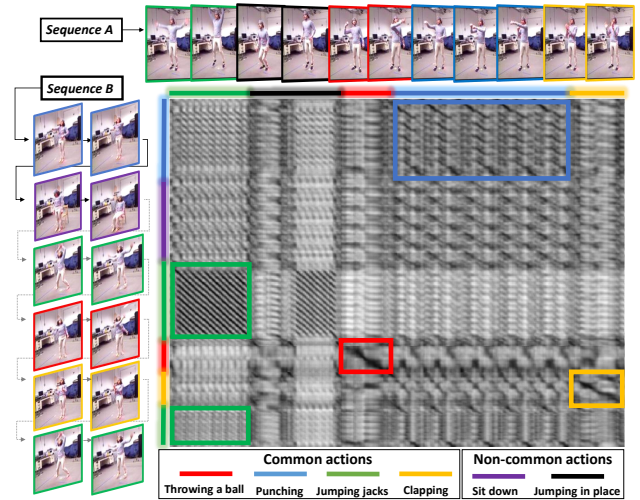 Sequence A
Sequence B
Common actions
Non-common actions
Throwing a ball
Punching
Jumping jacks
Clapping
Sit down
Jumping in place